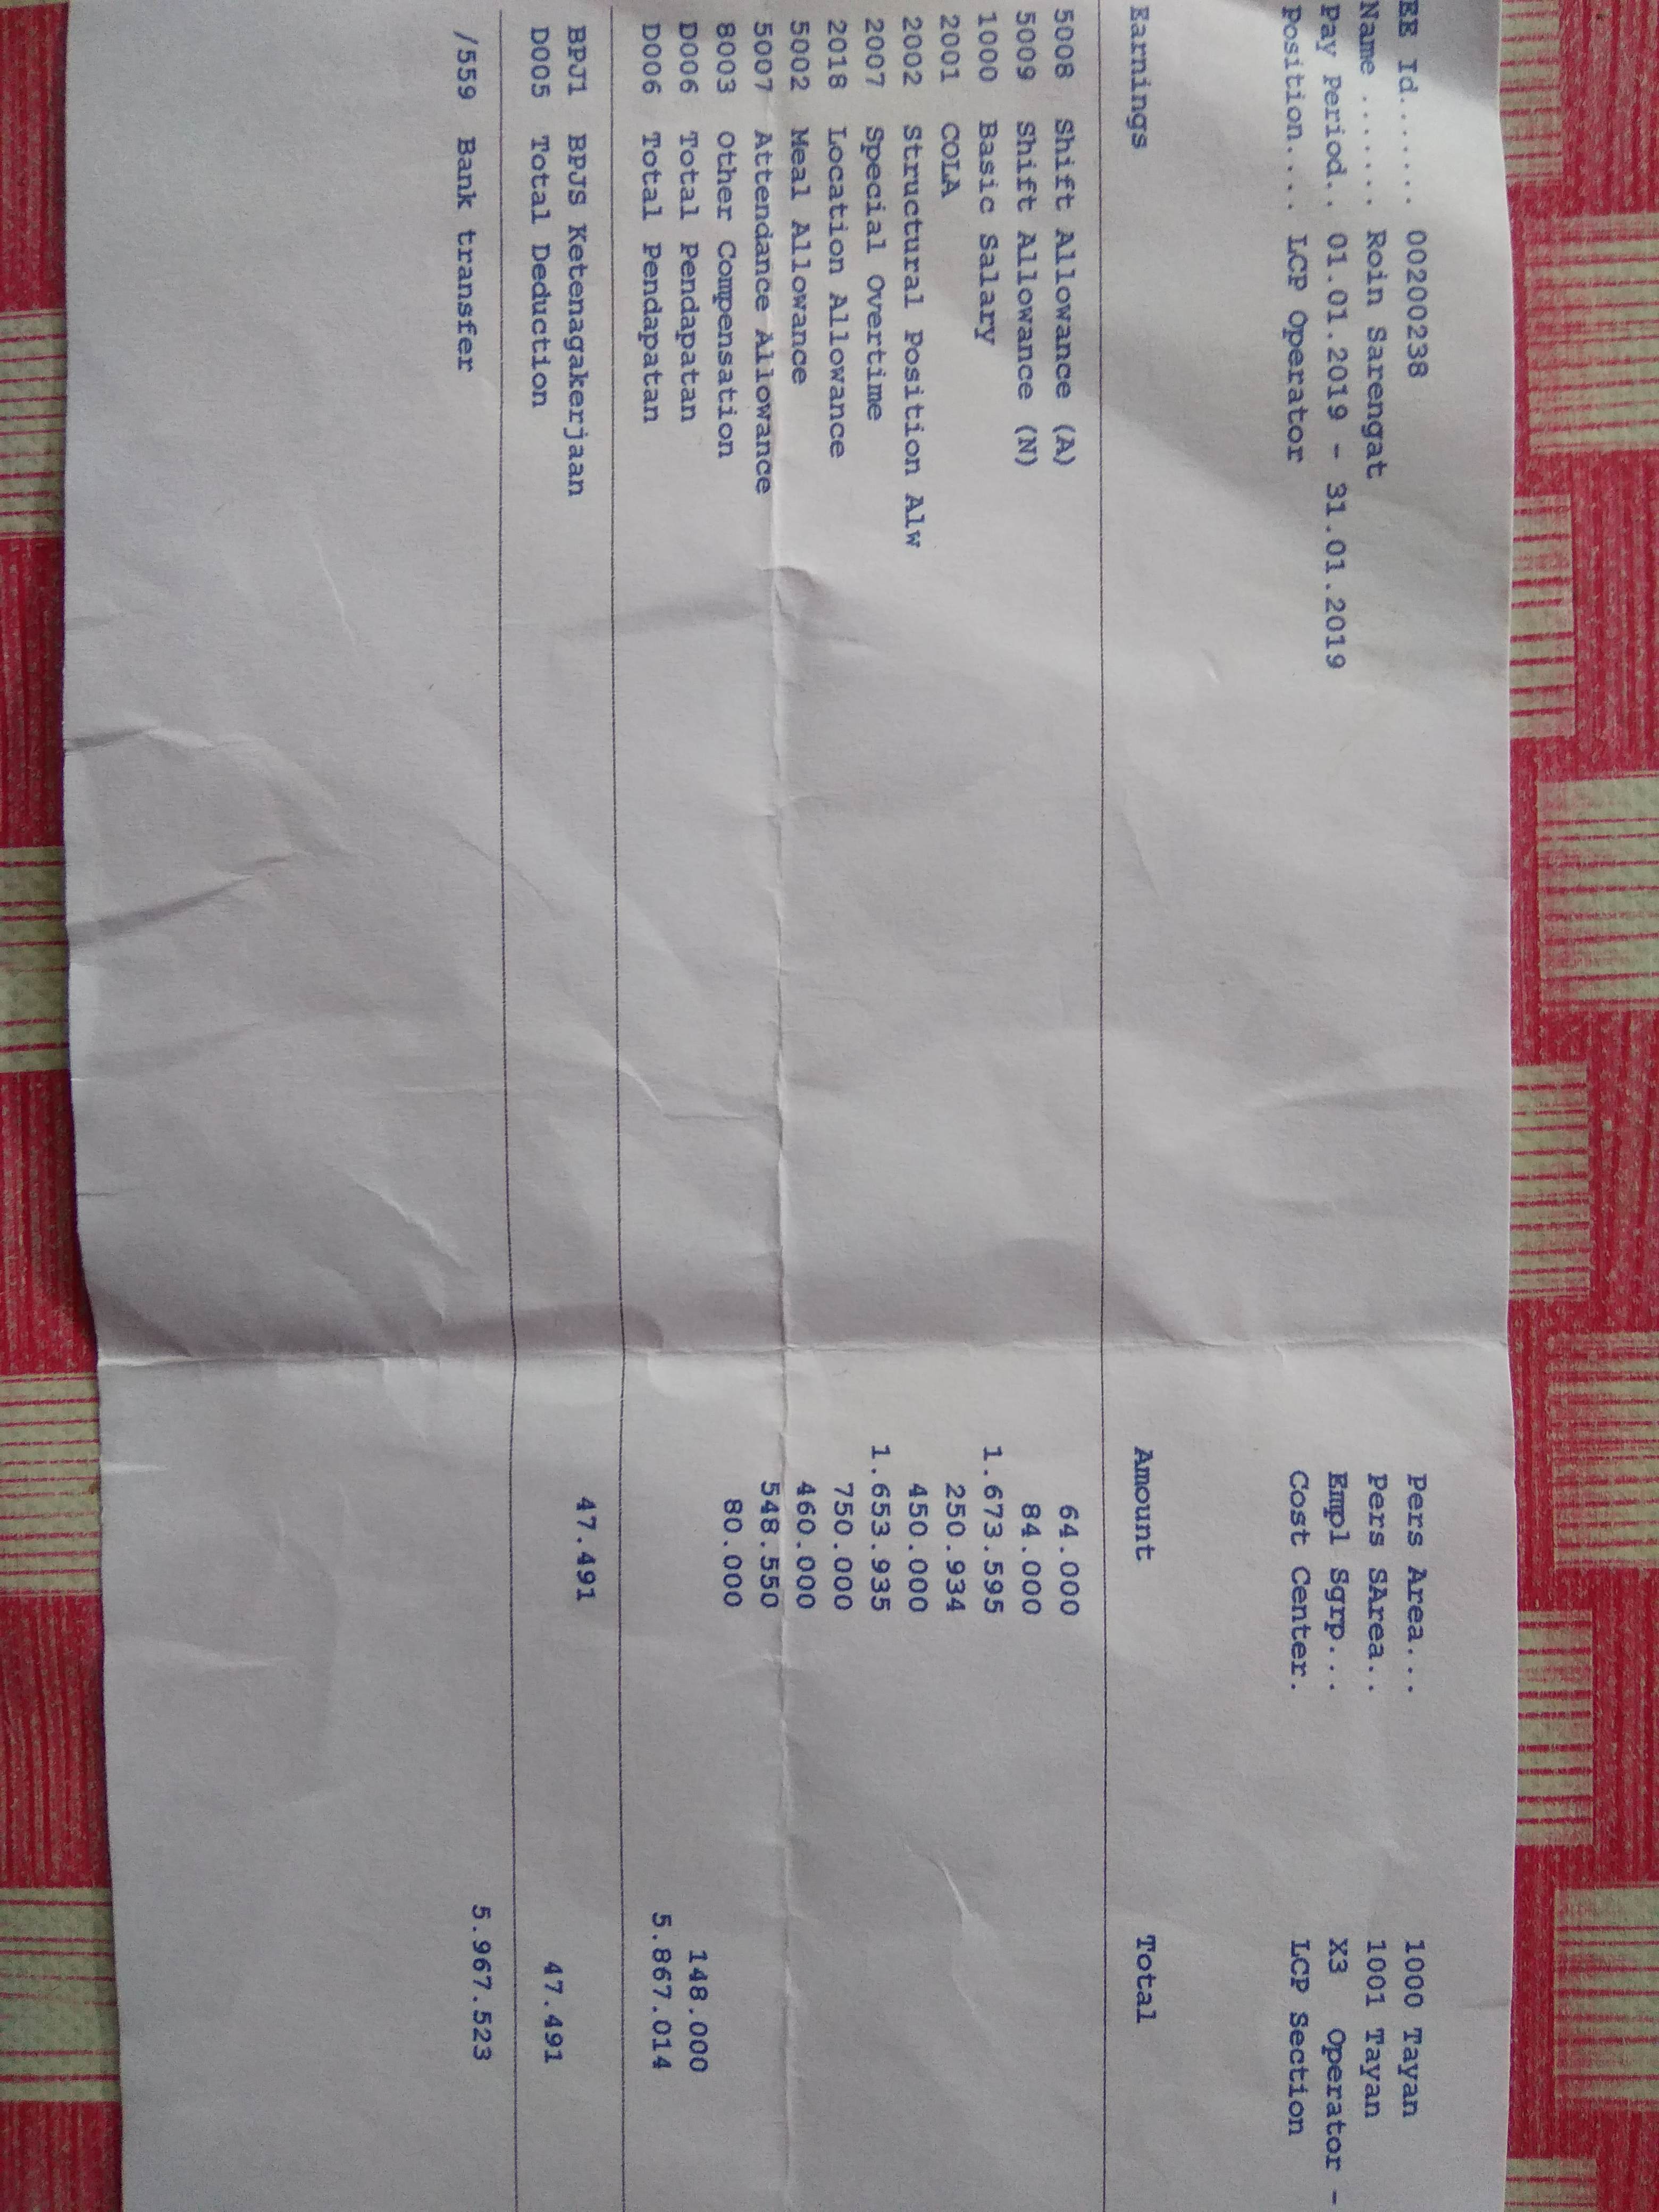 EE Id....... 00200238 Pers Area... 1000 Tayan
Name ....... Roin Sarengat Pers SArea.. 1001 Tayan
Pay Period.. 01.01.2019 - 31.01.2019 Empl Sgrp... X3 Operator -
Position.... LCP Operator Cost Center. LCP Section
Earnings Amount Total
5008 Shift Allowance (A) 64.000
5009 Shift Allowance (N) 84.000
1000 Basic Salary 1.673.595
2001 COLA 250.934
2002 Structural Position Alw 450.000
2007 Special Overtime 1.653.935
2018 Location Allowance 750.000
5002 Meal Allowance 460.000
5007 Attendance Allowance 548.550
8003 Other Compensation 80.000
D006 Total Pendapatan 148.000
D006 Total Pendapatan 5.867.014
BPJ1 BPJS Ketenagakerjaan 47.491
D005 Total Deduction 47.491
/559 Bank transfer 5.967.523